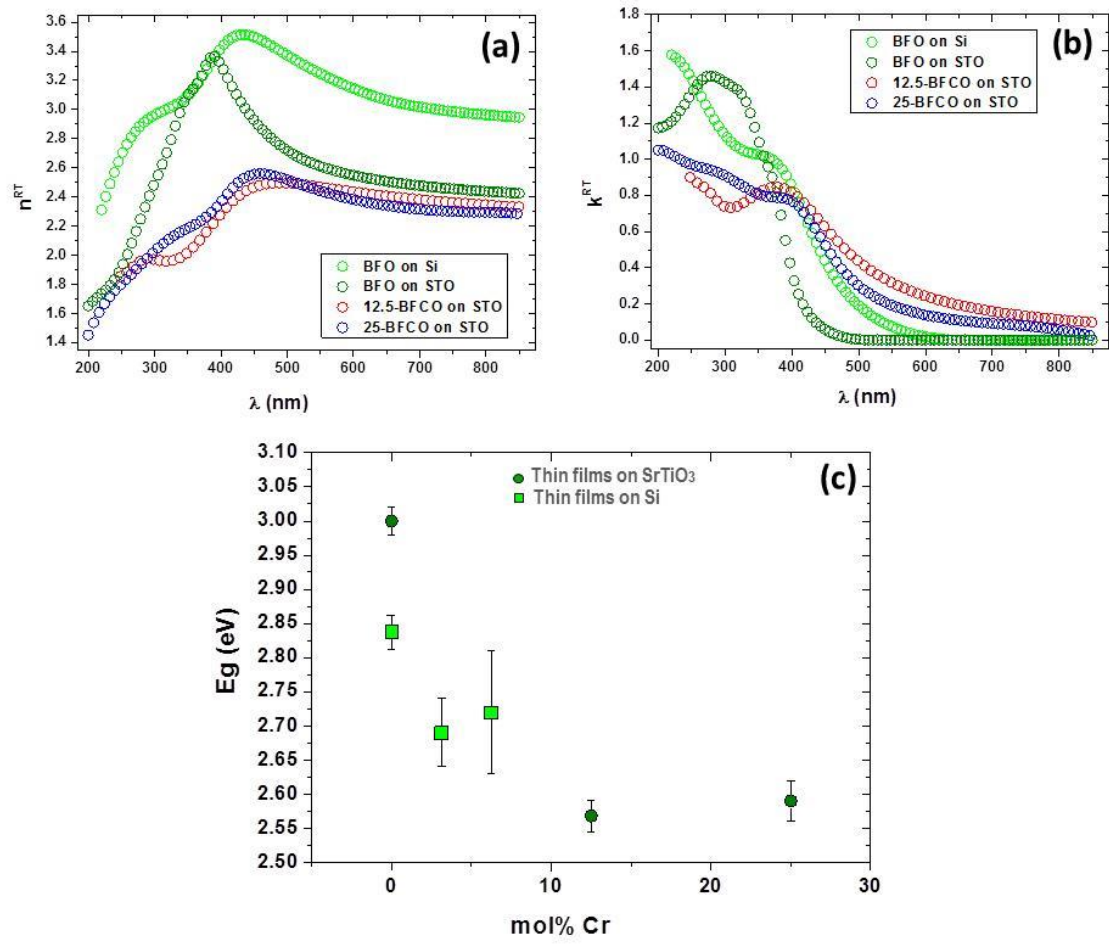 (a)
3.6
3.4
3.2
3.0
2.8
2.6
2.4
2.2
2.0
1.8
1.6
1.4
n^RT
BFO on Si
BFO on STO
12.5-BFCO on STO
25-BFCO on STO
200 300 400 500 600 700 800
λ (nm)
(b)
1.8
1.6
1.4
1.2
1.0
0.8
0.6
0.4
0.2
0.0
k^RT
BFO on Si
BFO on STO
12.5-BFCO on STO
25-BFCO on STO
200 300 400 500 600 700 800
λ (nm)
(c)
Thin films on SrTiO3
Thin films on Si
3.10
3.05
3.00
2.95
2.90
2.85
2.80
2.75
2.70
2.65
2.60
2.55
2.50
Eg (eV)
0 10 20 30
mol% Cr